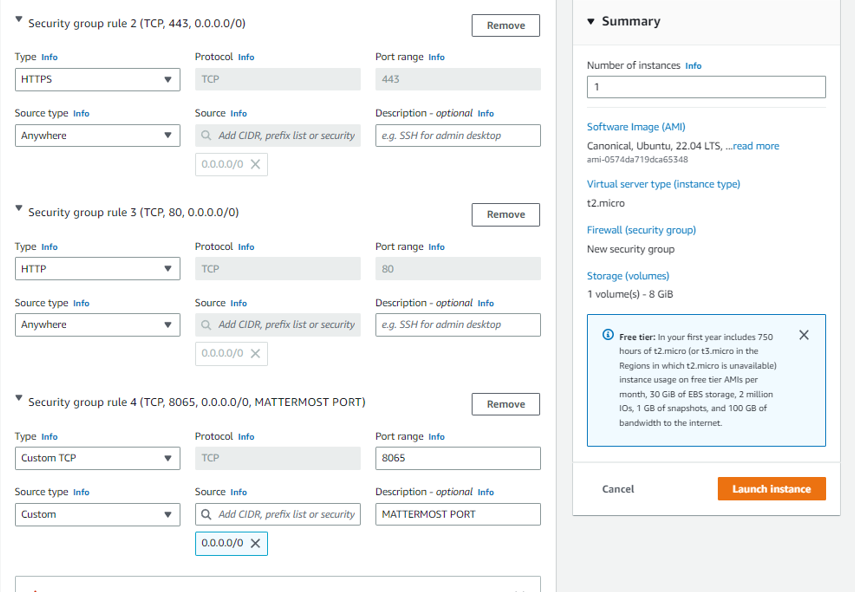 Security group rule 2 (TCP, 443, 0.0.0.0/0)
Remove
Type Info
Protocol Info
Port range Info
HTTPS
TCP
443
Source type Info
Source Info
Description - optional Info
Anywhere
Add CIDR, prefix list or security
e.g. SSH for admin desktop
0.0.0.0/0
Security group rule 3 (TCP, 80, 0.0.0.0/0)
Remove
Type Info
Protocol Info
Port range Info
HTTP
TCP
80
Source type Info
Source Info
Description - optional Info
Anywhere
Add CIDR, prefix list or security
e.g. SSH for admin desktop
0.0.0.0/0
Security group rule 4 (TCP, 8065, 0.0.0.0/0, MATTERMOST PORT)
Remove
Type Info
Protocol Info
Port range Info
Custom TCP
TCP
8065
Source type Info
Source Info
Description - optional Info
Custom
Add CIDR, prefix list or security
MATTERMOST PORT
0.0.0.0/0
Summary
Number of instances Info
1
Software Image (AMI)
Canonical, Ubuntu, 22.04 LTS, ...read more
ami-0574da719dca65348
Virtual server type (instance type)
t2.micro
Firewall (security group)
New security group
Storage (volumes)
1 volume(s) - 8 GiB
Free tier: In your first year includes 750
hours of t2.micro (or t3.micro in the
Regions in which t2.micro is unavailable)
instance usage on free tier AMIs per
month, 30 GiB of EBS storage, 2 million
IOs, 1 GB of snapshots, and 100 GB of
bandwidth to the internet.
Cancel
Launch instance